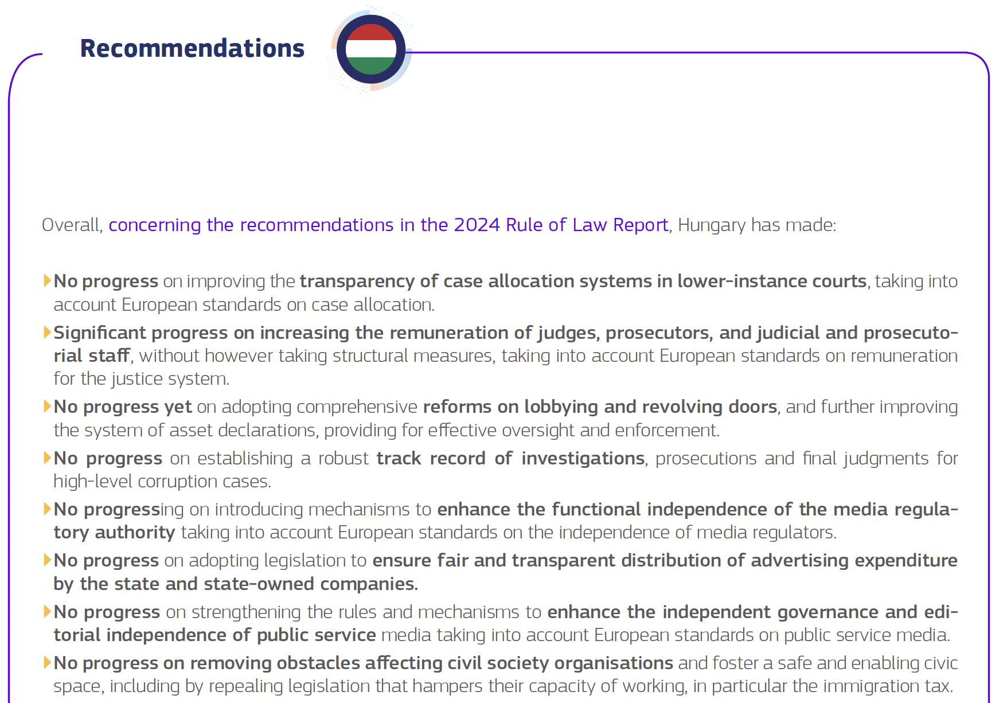 Recommendations
Overall, concerning the recommendations in the 2024 Rule of Law Report, Hungary has made:
No progress on improving the transparency of case allocation systems in lower-instance courts, taking into
account European standards on case allocation.
Significant progress on increasing the remuneration of judges, prosecutors, and judicial and prosecuto-
rial staff, without however taking structural measures, taking into account European standards on remuneration
for the justice system.
No progress yet on adopting comprehensive reforms on lobbying and revolving doors, and further improving
the system of asset declarations, providing for effective oversight and enforcement.
No progress on establishing a robust track record of investigations, prosecutions and final judgments for
high-level corruption cases.
No progressing on introducing mechanisms to enhance the functional independence of the media regula-
tory authority taking into account European standards on the independence of media regulators.
No progress on adopting legislation to ensure fair and transparent distribution of advertising expenditure
by the state and state-owned companies.
No progress on strengthening the rules and mechanisms to enhance the independent governance and edi-
torial independence of public service media taking into account European standards on public service media.
No progress on removing obstacles affecting civil society organisations and foster a safe and enabling civic
space, including by repealing legislation that hampers their capacity of working, in particular the immigration tax.